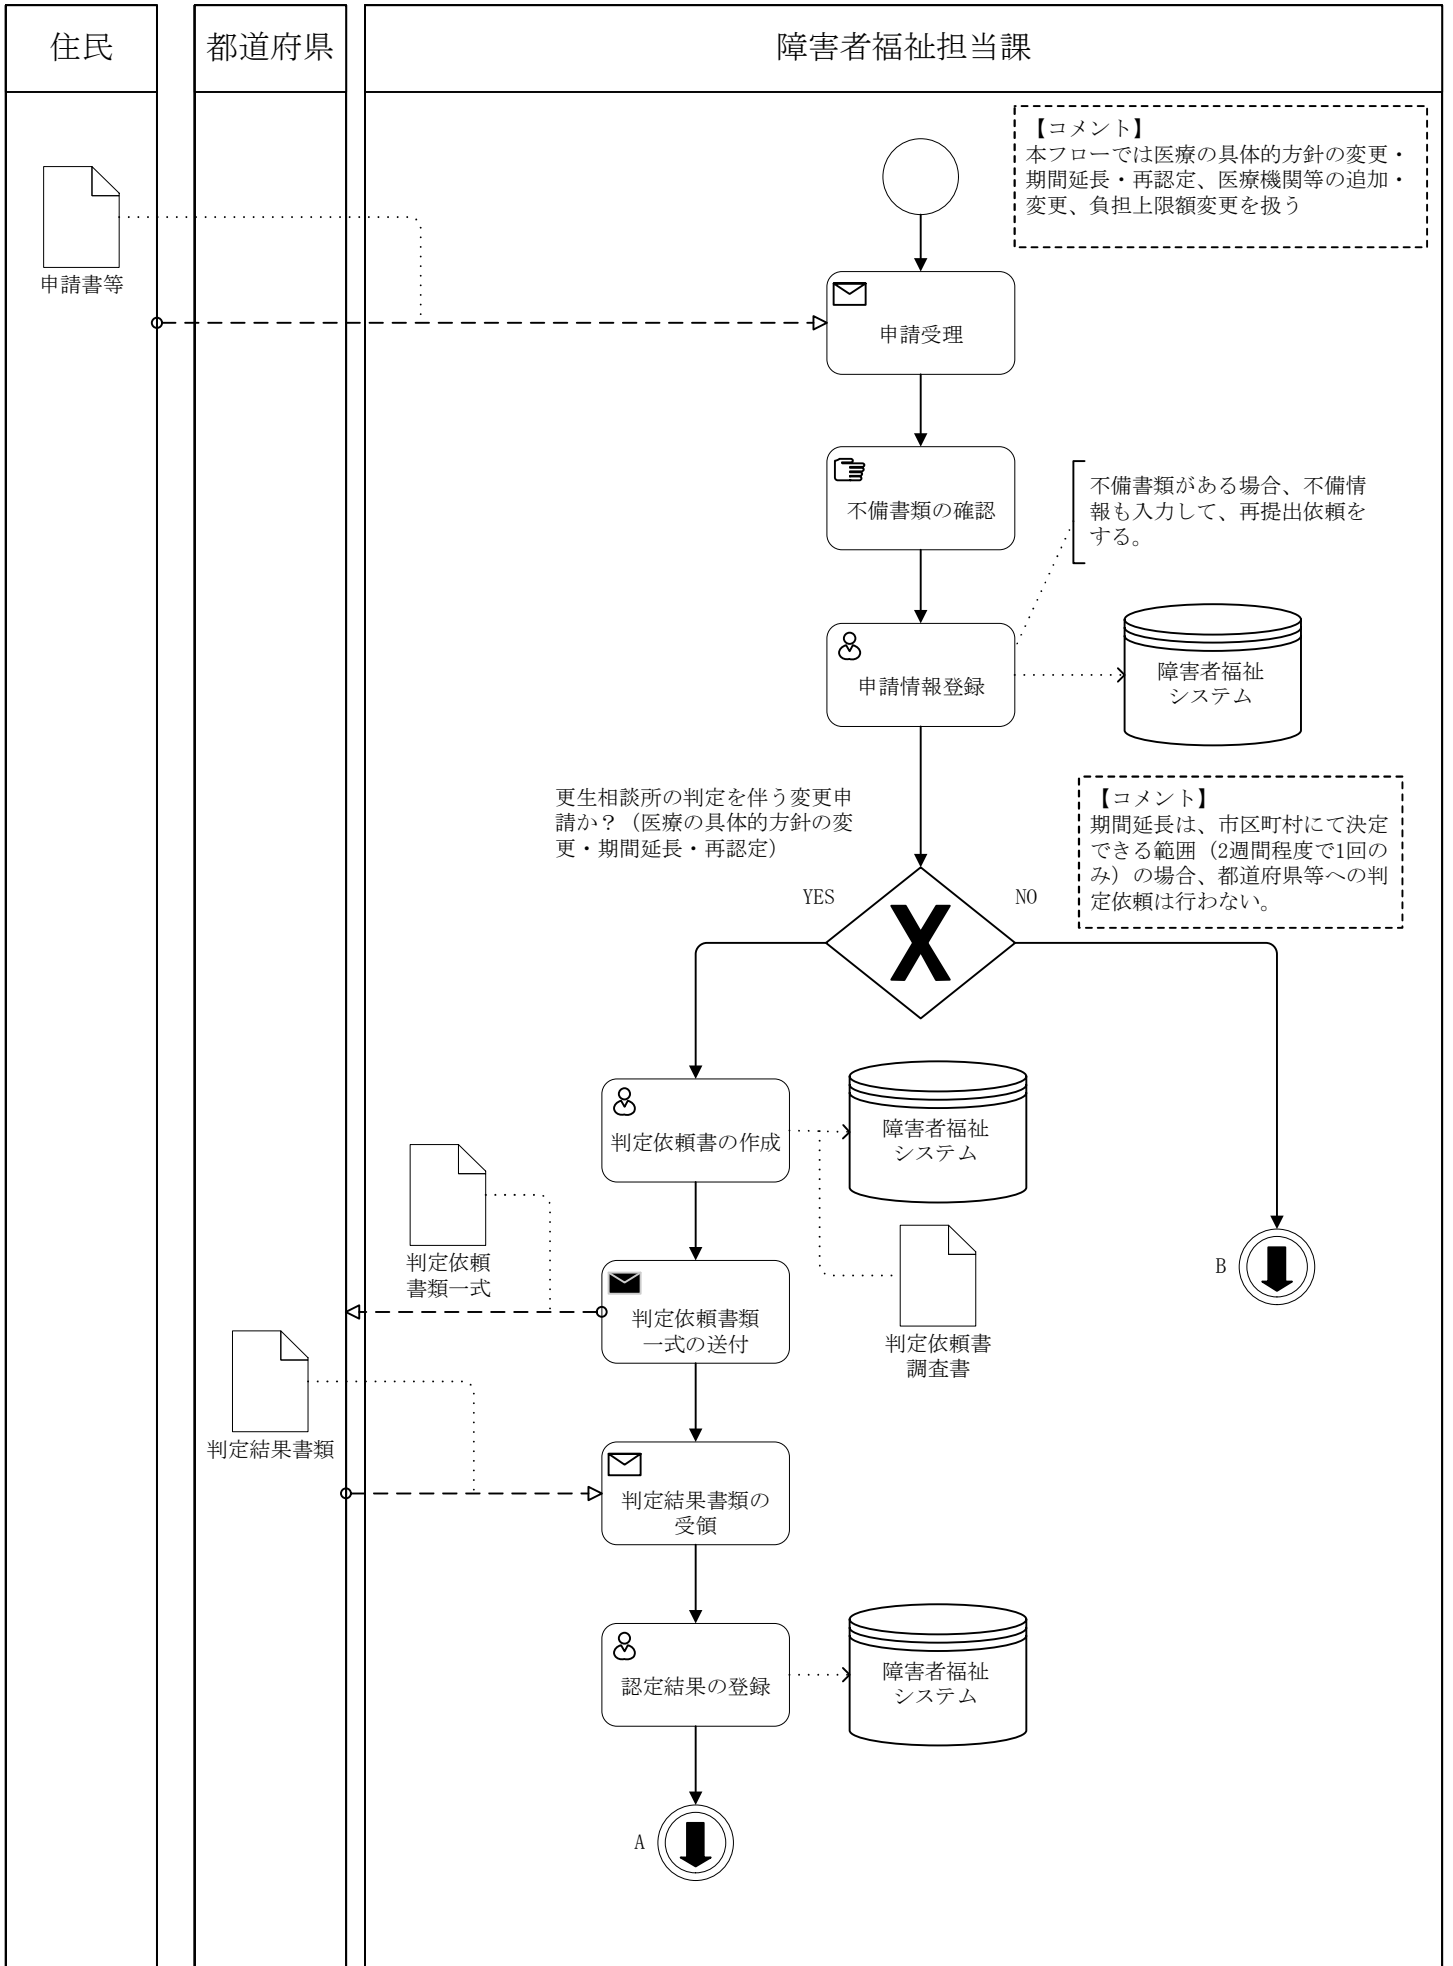 住民
都道府県
障害者福祉担当課
【コメント】
本フローでは医療の具体的方針の変更・
期間延長・再認定、医療機関等の追加・
変更、負担上限額変更を扱う
申請書等
申請受理
不備書類の確認
不備書類がある場合、不備情
報も入力して、再提出依頼を
する。
申請情報登録
障害者福祉
システム
更生相談所の判定を伴う変更申
請か？（医療の具体的方針の変
更・期間延長・再認定）
【コメント】
期間延長は、市区町村にて決定
できる範囲（2週間程度で1回の
み）の場合、都道府県等への判
定依頼は行わない。
YES
NO
X
判定依頼書の作成
障害者福祉
システム
判定依頼
書類一式
判定依頼書類
一式の送付
判定依頼書
調査書
B
判定結果書類
判定結果書類の
受領
認定結果の登録
障害者福祉
システム
A